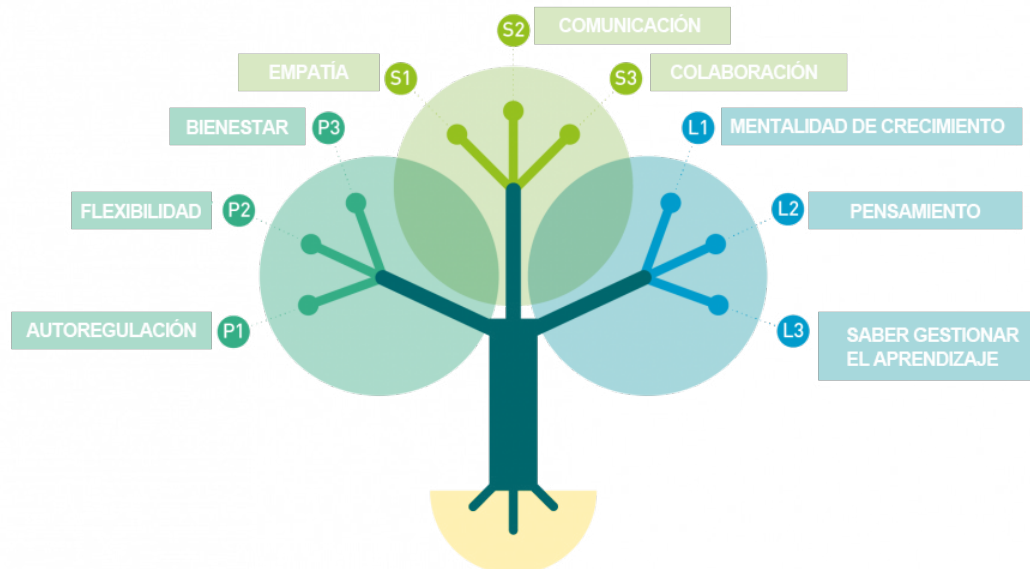 S2 COMUNICACIÓN
EMPATÍA S1
S3 COLABORACIÓN
BIENESTAR P3
L1 MENTALIDAD DE CRECIMIENTO
FLEXIBILIDAD P2
L2 PENSAMIENTO
AUTOREGULACIÓN P1
L3 SABER GESTIONAR
EL APRENDIZAJE